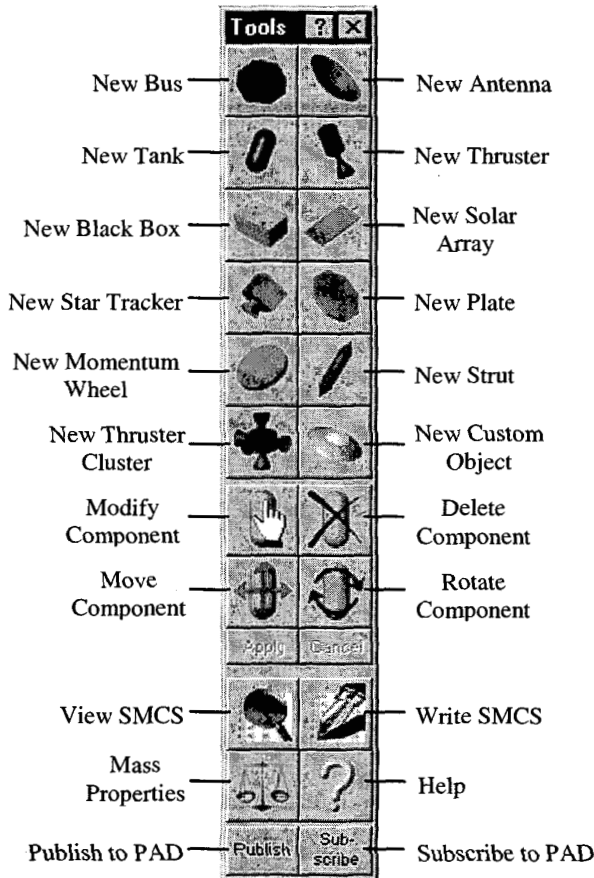 Tools ? X
New Bus
New Antenna
New Tank
New Thruster
New Black Box
New Solar
Array
New Star Tracker
New Plate
New Momentum
Wheel
New Strut
New Thruster
Cluster
New Custom
Object
Modify
Component
Delete
Component
Move
Component
Rotate
Component
Apply
Cancel
View SMCS
Write SMCS
Mass
Properties
Help
Publish to PAD
Publish
Sub-
scribe
Subscribe to PAD